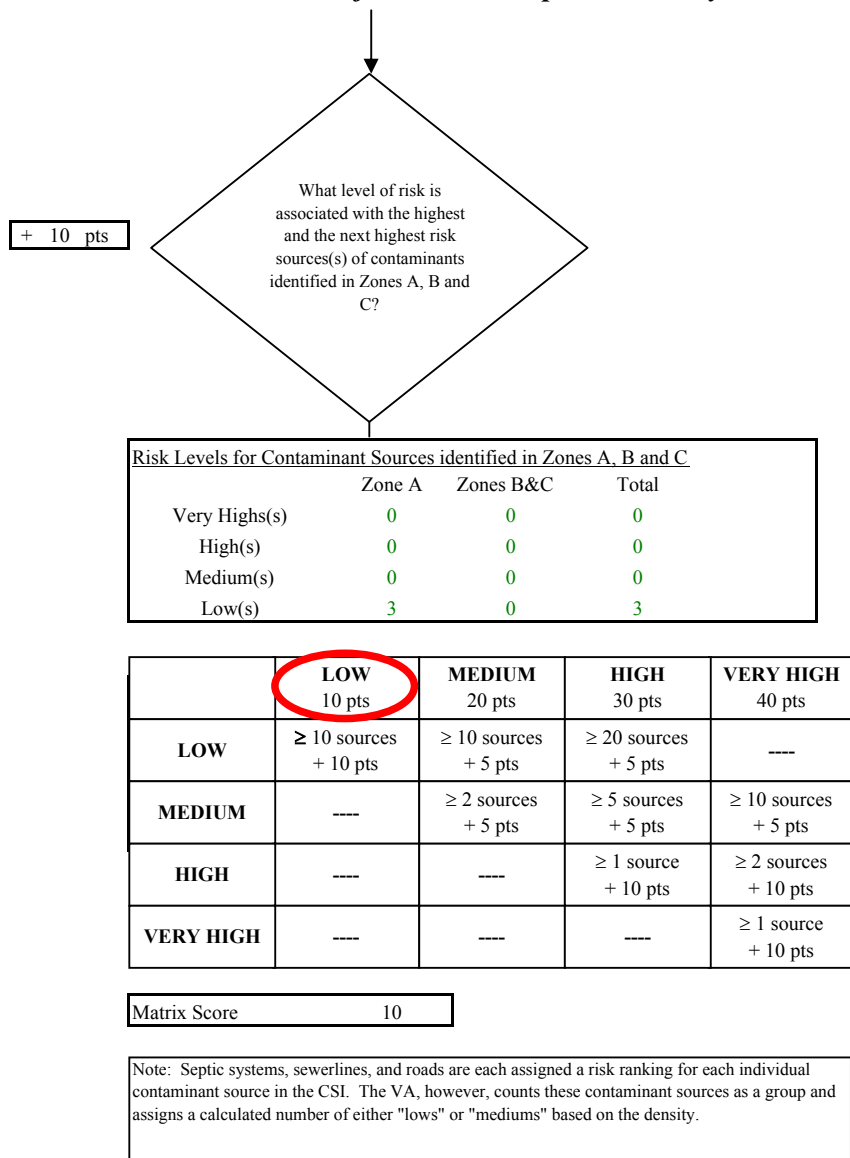 What level of risk is
associated with the highest
and the next highest risk
sources(s) of contaminants
identified in Zones A, B and
C?
+ 10 pts
Risk Levels for Contaminant Sources identified in Zones A, B and C
Zone A Zones B&C Total
Very Highs(s) 0 0 0
High(s) 0 0 0
Medium(s) 0 0 0
Low(s) 3 0 3
LOW MEDIUM HIGH VERY HIGH
10 pts 20 pts 30 pts 40 pts
LOW ≥ 10 sources ≥ 10 sources ≥ 20 sources ----
+ 10 pts + 5 pts + 5 pts
MEDIUM ---- ≥ 2 sources ≥ 5 sources ≥ 10 sources
+ 5 pts + 5 pts + 5 pts
HIGH ---- ---- ≥ 1 source ≥ 2 sources
+ 10 pts + 10 pts
VERY HIGH ---- ---- ---- ≥ 1 source
+ 10 pts
Matrix Score 10
Note: Septic systems, sewerlines, and roads are each assigned a risk ranking for each individual
contaminant source in the CSI. The VA, however, counts these contaminant sources as a group and
assigns a calculated number of either "lows" or "mediums" based on the density.